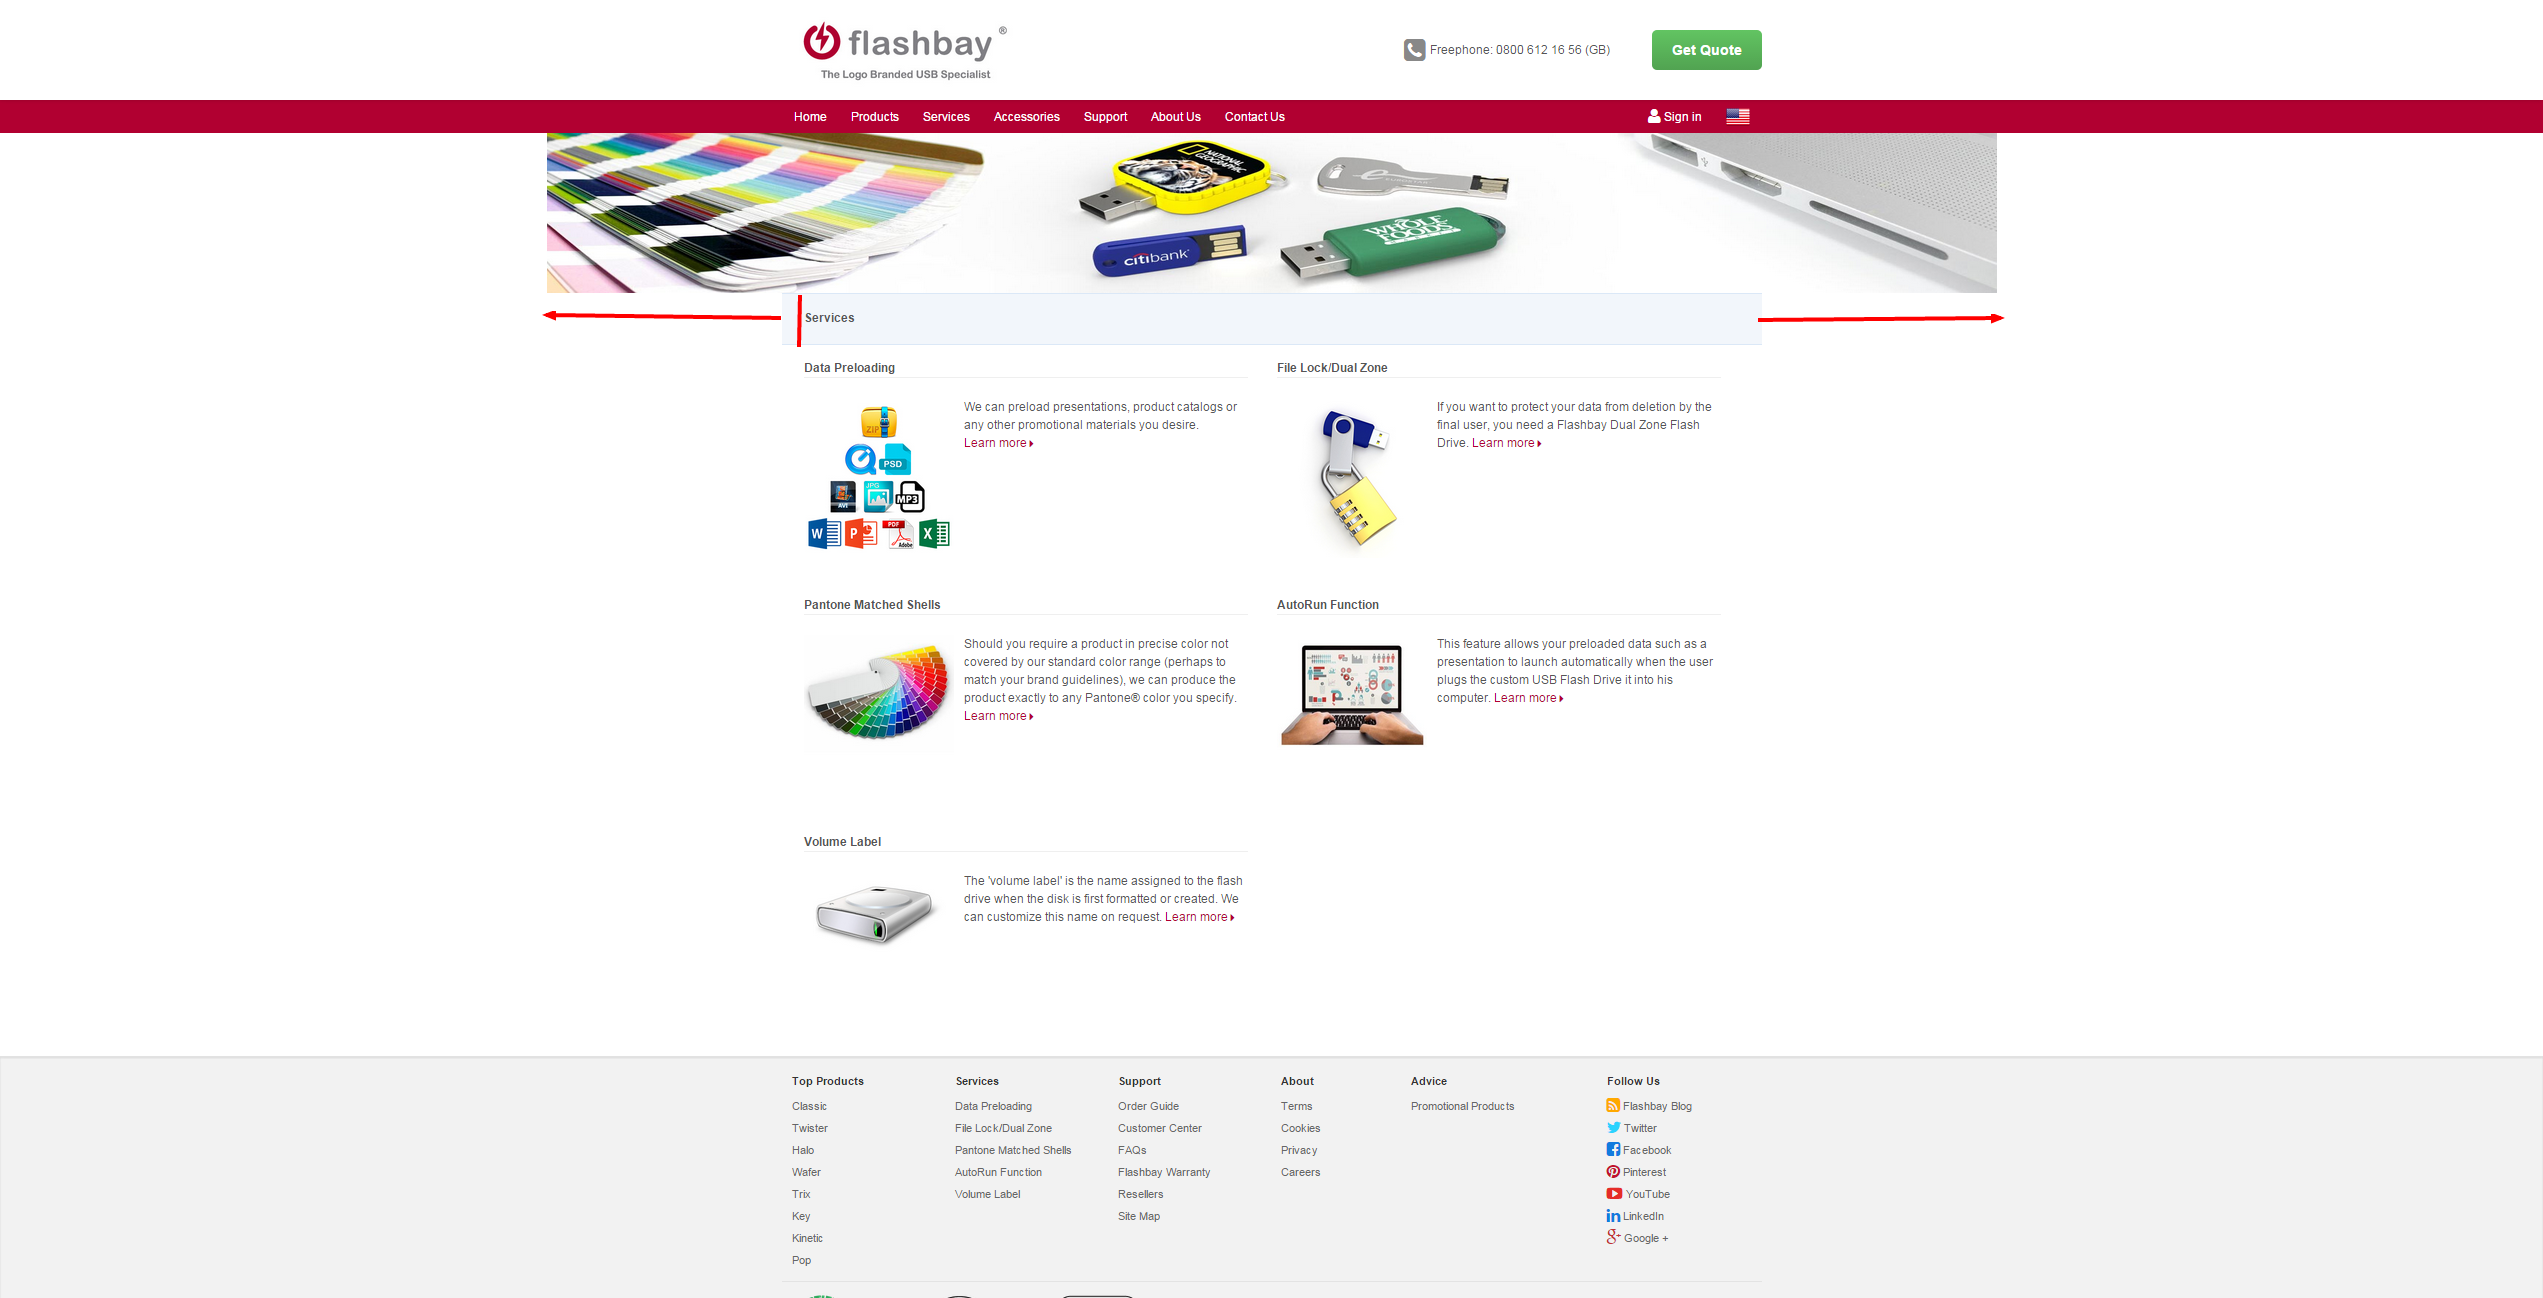 flashbay ®
The Logo Branded USB Specialist
Freephone: 0800 612 16 56 (GB)
Get Quote
Home Products Services Accessories Support About Us Contact Us Sign in
NATIONAL GEOGRAPHIC
citibank
WHOLE FOODS
Services
Data Preloading
ZIP
PSD
AVI
JPG
MP3
W
P
PDF
Adobe
X
We can preload presentations, product catalogs or
any other promotional materials you desire.
Learn more
File Lock/Dual Zone
If you want to protect your data from deletion by the
final user, you need a Flashbay Dual Zone Flash
Drive. Learn more
Pantone Matched Shells
Should you require a product in precise color not
covered by our standard color range (perhaps to
match your brand guidelines), we can produce the
product exactly to any Pantone® color you specify.
Learn more
AutoRun Function
This feature allows your preloaded data such as a
presentation to launch automatically when the user
plugs the custom USB Flash Drive it into his
computer. Learn more
Volume Label
The 'volume label' is the name assigned to the flash
drive when the disk is first formatted or created. We
can customize this name on request. Learn more
Top Products
Classic
Twister
Halo
Wafer
Trix
Key
Kinetic
Pop
Services
Data Preloading
File Lock/Dual Zone
Pantone Matched Shells
AutoRun Function
Volume Label
Support
Order Guide
Customer Center
FAQs
Flashbay Warranty
Resellers
Site Map
About
Terms
Cookies
Privacy
Careers
Advice
Promotional Products
Follow Us
Flashbay Blog
Twitter
Facebook
Pinterest
YouTube
LinkedIn
Google +